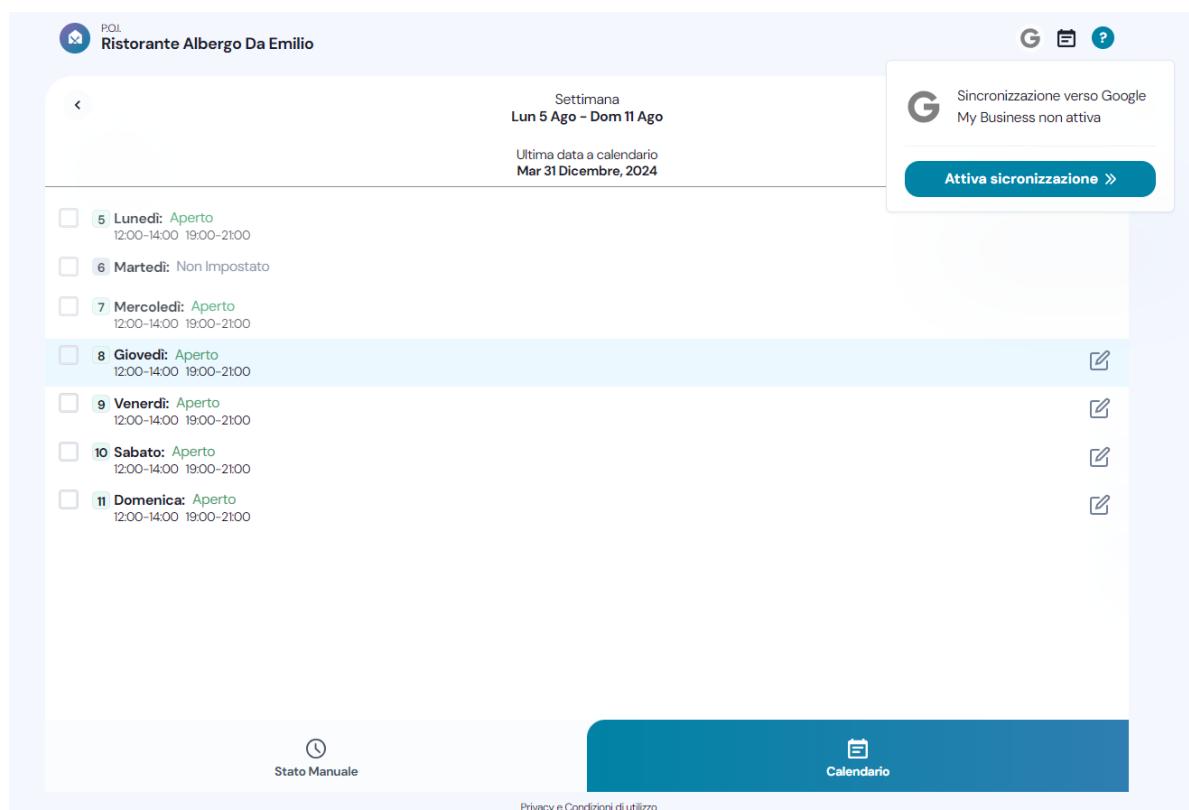 P.O.I.
Ristorante Albergo Da Emilio
G
?
Settimana
Lun 5 Ago - Dom 11 Ago
Ultima data a calendario
Mar 31 Dicembre, 2024
G
Sincronizzazione verso Google
My Business non attiva
Attiva sicronizzazione »
5 Lunedì: Aperto
12:00-14:00 19:00-21:00
6 Martedì: Non Impostato
7 Mercoledì: Aperto
12:00-14:00 19:00-21:00
8 Giovedì: Aperto
12:00-14:00 19:00-21:00
9 Venerdì: Aperto
12:00-14:00 19:00-21:00
10 Sabato: Aperto
12:00-14:00 19:00-21:00
11 Domenica: Aperto
12:00-14:00 19:00-21:00
Stato Manuale
Calendario
Privacy e Condizioni di utilizzo